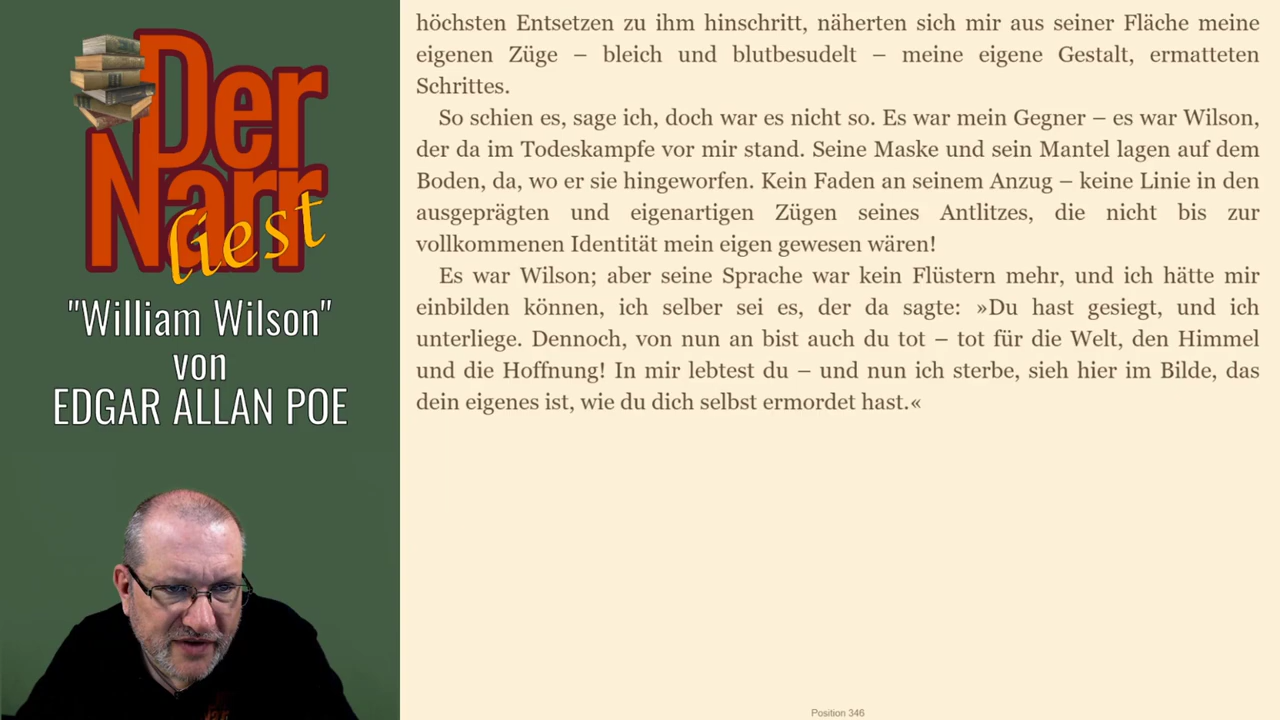 Der
Narr
liest
"William Wilson"
von
EDGAR ALLAN POE
höchsten Entsetzen zu ihm hinschritt, näherten sich mir aus seiner Fläche meine
eigenen Züge – bleich und blutbesudelt – meine eigene Gestalt, ermatteten
Schrittes.
So schien es, sage ich, doch war es nicht so. Es war mein Gegner – es war Wilson,
der da im Todeskampfe vor mir stand. Seine Maske und sein Mantel lagen auf dem
Boden, da, wo er sie hingeworfen. Kein Faden an seinem Anzug – keine Linie in den
ausgeprägten und eigenartigen Zügen seines Antlitzes, die nicht bis zur
vollkommenen Identität mein eigen gewesen wären!
Es war Wilson; aber seine Sprache war kein Flüstern mehr, und ich hätte mir
einbilden können, ich selber sei es, der da sagte: »Du hast gesiegt, und ich
unterliege. Dennoch, von nun an bist auch du tot – tot für die Welt, den Himmel
und die Hoffnung! In mir lebtest du – und nun ich sterbe, sieh hier im Bilde, das
dein eigenes ist, wie du dich selbst ermordet hast.«
Position 346